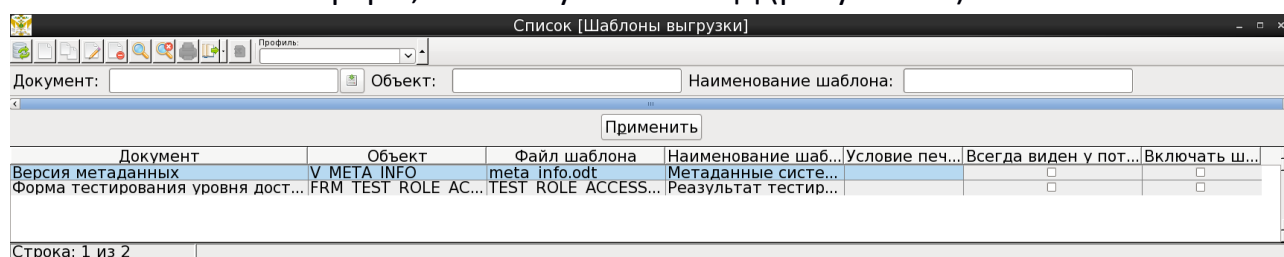 Список [Шаблоны выгрузки]
Профиль:
Документ: Объект: Наименование шаблона:
Применить
Документ Объект Файл шаблона Наименование шаб... Условие печ... Всегда виден у пот... Включать ш...
Версия метаданных V_META_INFO meta_info.odt Метаданные систе...
Форма тестирования уровня дост... FRM_TEST_ROLE_AC... TEST_ROLE_ACCESS... Реазультат тестир...
Строка: 1 из 2